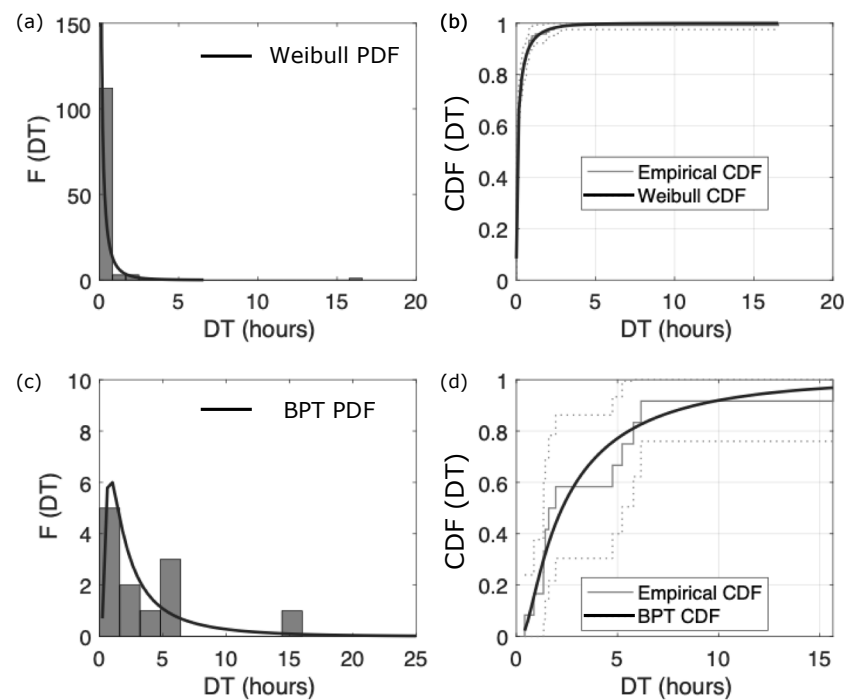 (a)
150
100
50
0
F (DT)
Weibull PDF
0 5 10 15 20
DT (hours)
(b)
1
0.8
0.6
0.4
0.2
0
CDF (DT)
Empirical CDF
Weibull CDF
0 5 10 15 20
DT (hours)
(c)
10
8
6
4
2
0
F (DT)
BPT PDF
0 5 10 15 20 25
DT (hours)
(d)
1
0.8
0.6
0.4
0.2
0
CDF (DT)
Empirical CDF
BPT CDF
0 5 10 15
DT (hours)